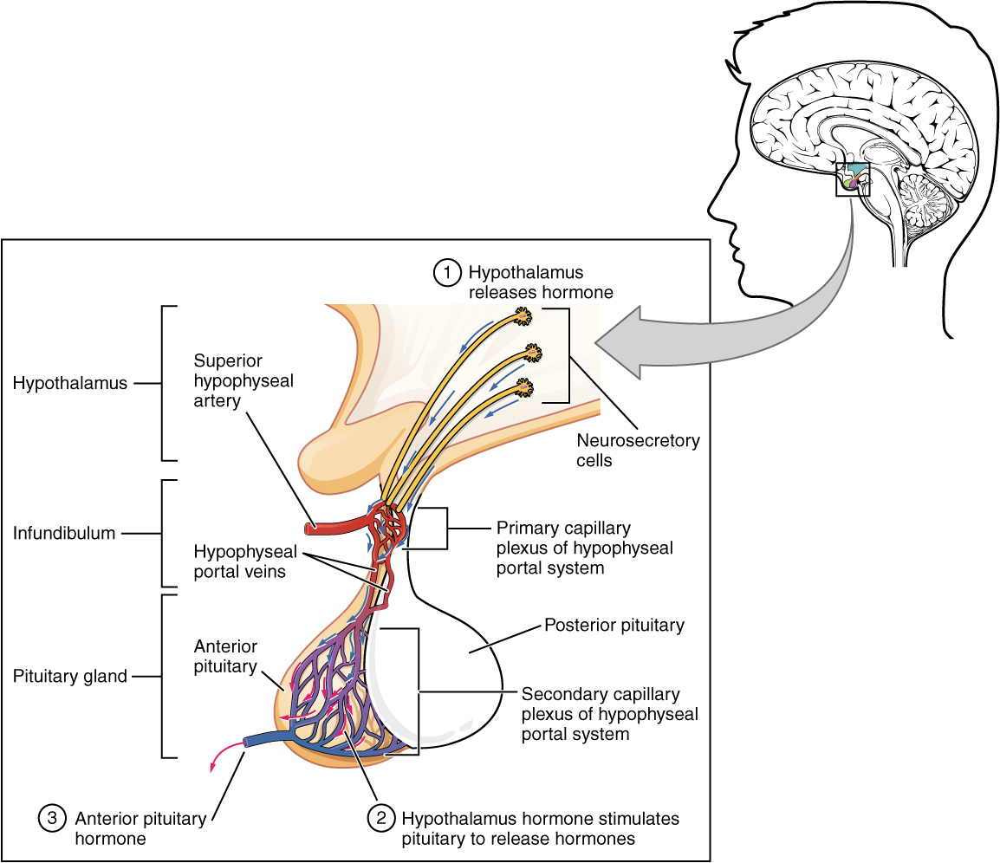 1 Hypothalamus
releases hormone
Hypothalamus
Superior
hypophyseal
artery
Neurosecretory
cells
Infundibulum
Primary capillary
plexus of hypophyseal
portal system
Hypophyseal
portal veins
Posterior pituitary
Anterior
pituitary
Pituitary gland
Secondary capillary
plexus of hypophyseal
portal system
3 Anterior pituitary
hormone
2 Hypothalamus hormone stimulates
pituitary to release hormones